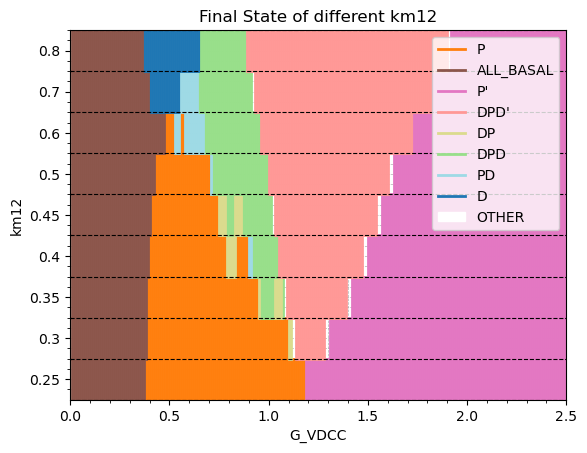 Final State of different km12
km12
0.8
0.7
0.6
0.5
0.45
0.4
0.35
0.3
0.25
P
ALL_BASAL
P'
DPD'
DP
DPD
PD
D
OTHER
0.0 0.5 1.0 1.5 2.0 2.5
G_VDCC